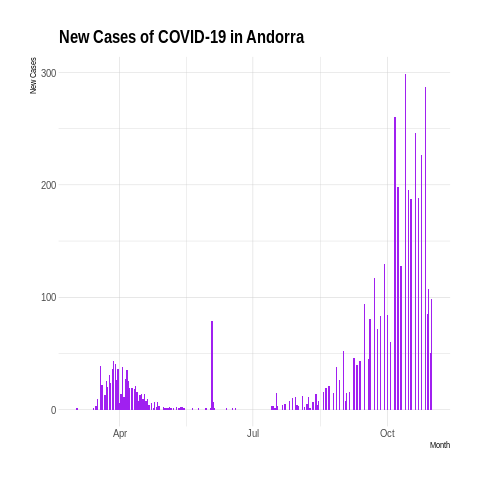 New Cases of COVID-19 in Andorra
New Cases
300
200
100
0
Apr
Jul
Oct
Month